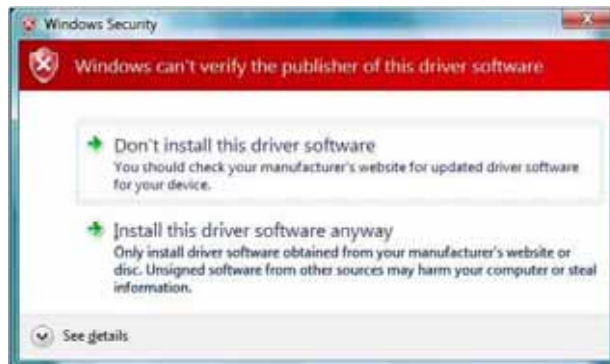 Windows Security
Windows can't verify the publisher of this driver software
Don't install this driver software
You should check your manufacturer's website for updated driver software
for your device.
Install this driver software anyway
Only install driver software obtained from your manufacturer's website or
disc. Unsigned software from other sources may harm your computer or steal
information.
See details